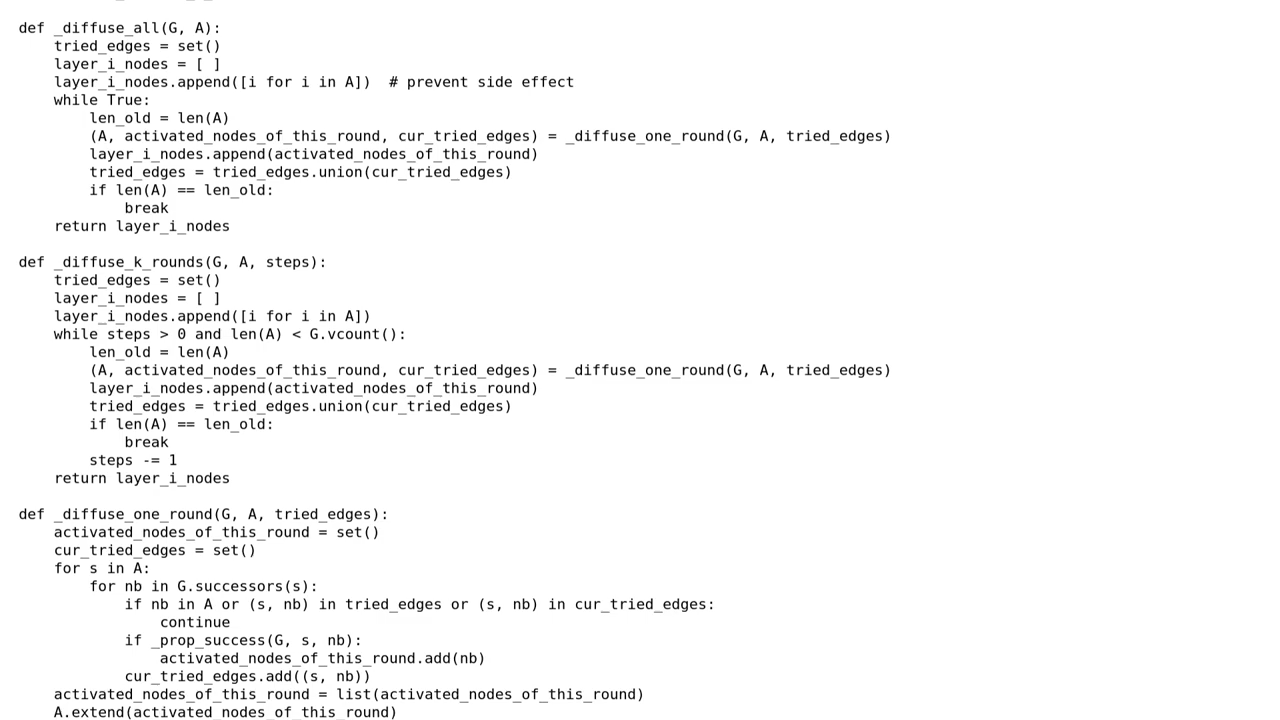 def _diffuse_all(G, A):
    tried_edges = set()
    layer_i_nodes = [ ]
    layer_i_nodes.append([i for i in A])  # prevent side effect
    while True:
        len_old = len(A)
        (A, activated_nodes_of_this_round, cur_tried_edges) = _diffuse_one_round(G, A, tried_edges)
        layer_i_nodes.append(activated_nodes_of_this_round)
        tried_edges = tried_edges.union(cur_tried_edges)
        if len(A) == len_old:
            break
    return layer_i_nodes

def _diffuse_k_rounds(G, A, steps):
    tried_edges = set()
    layer_i_nodes = [ ]
    layer_i_nodes.append([i for i in A])
    while steps > 0 and len(A) < G.vcount():
        len_old = len(A)
        (A, activated_nodes_of_this_round, cur_tried_edges) = _diffuse_one_round(G, A, tried_edges)
        layer_i_nodes.append(activated_nodes_of_this_round)
        tried_edges = tried_edges.union(cur_tried_edges)
        if len(A) == len_old:
            break
        steps -= 1
    return layer_i_nodes

def _diffuse_one_round(G, A, tried_edges):
    activated_nodes_of_this_round = set()
    cur_tried_edges = set()
    for s in A:
        for nb in G.successors(s):
            if nb in A or (s, nb) in tried_edges or (s, nb) in cur_tried_edges:
                continue
            if _prop_success(G, s, nb):
                activated_nodes_of_this_round.add(nb)
            cur_tried_edges.add((s, nb))
    activated_nodes_of_this_round = list(activated_nodes_of_this_round)
    A.extend(activated_nodes_of_this_round)